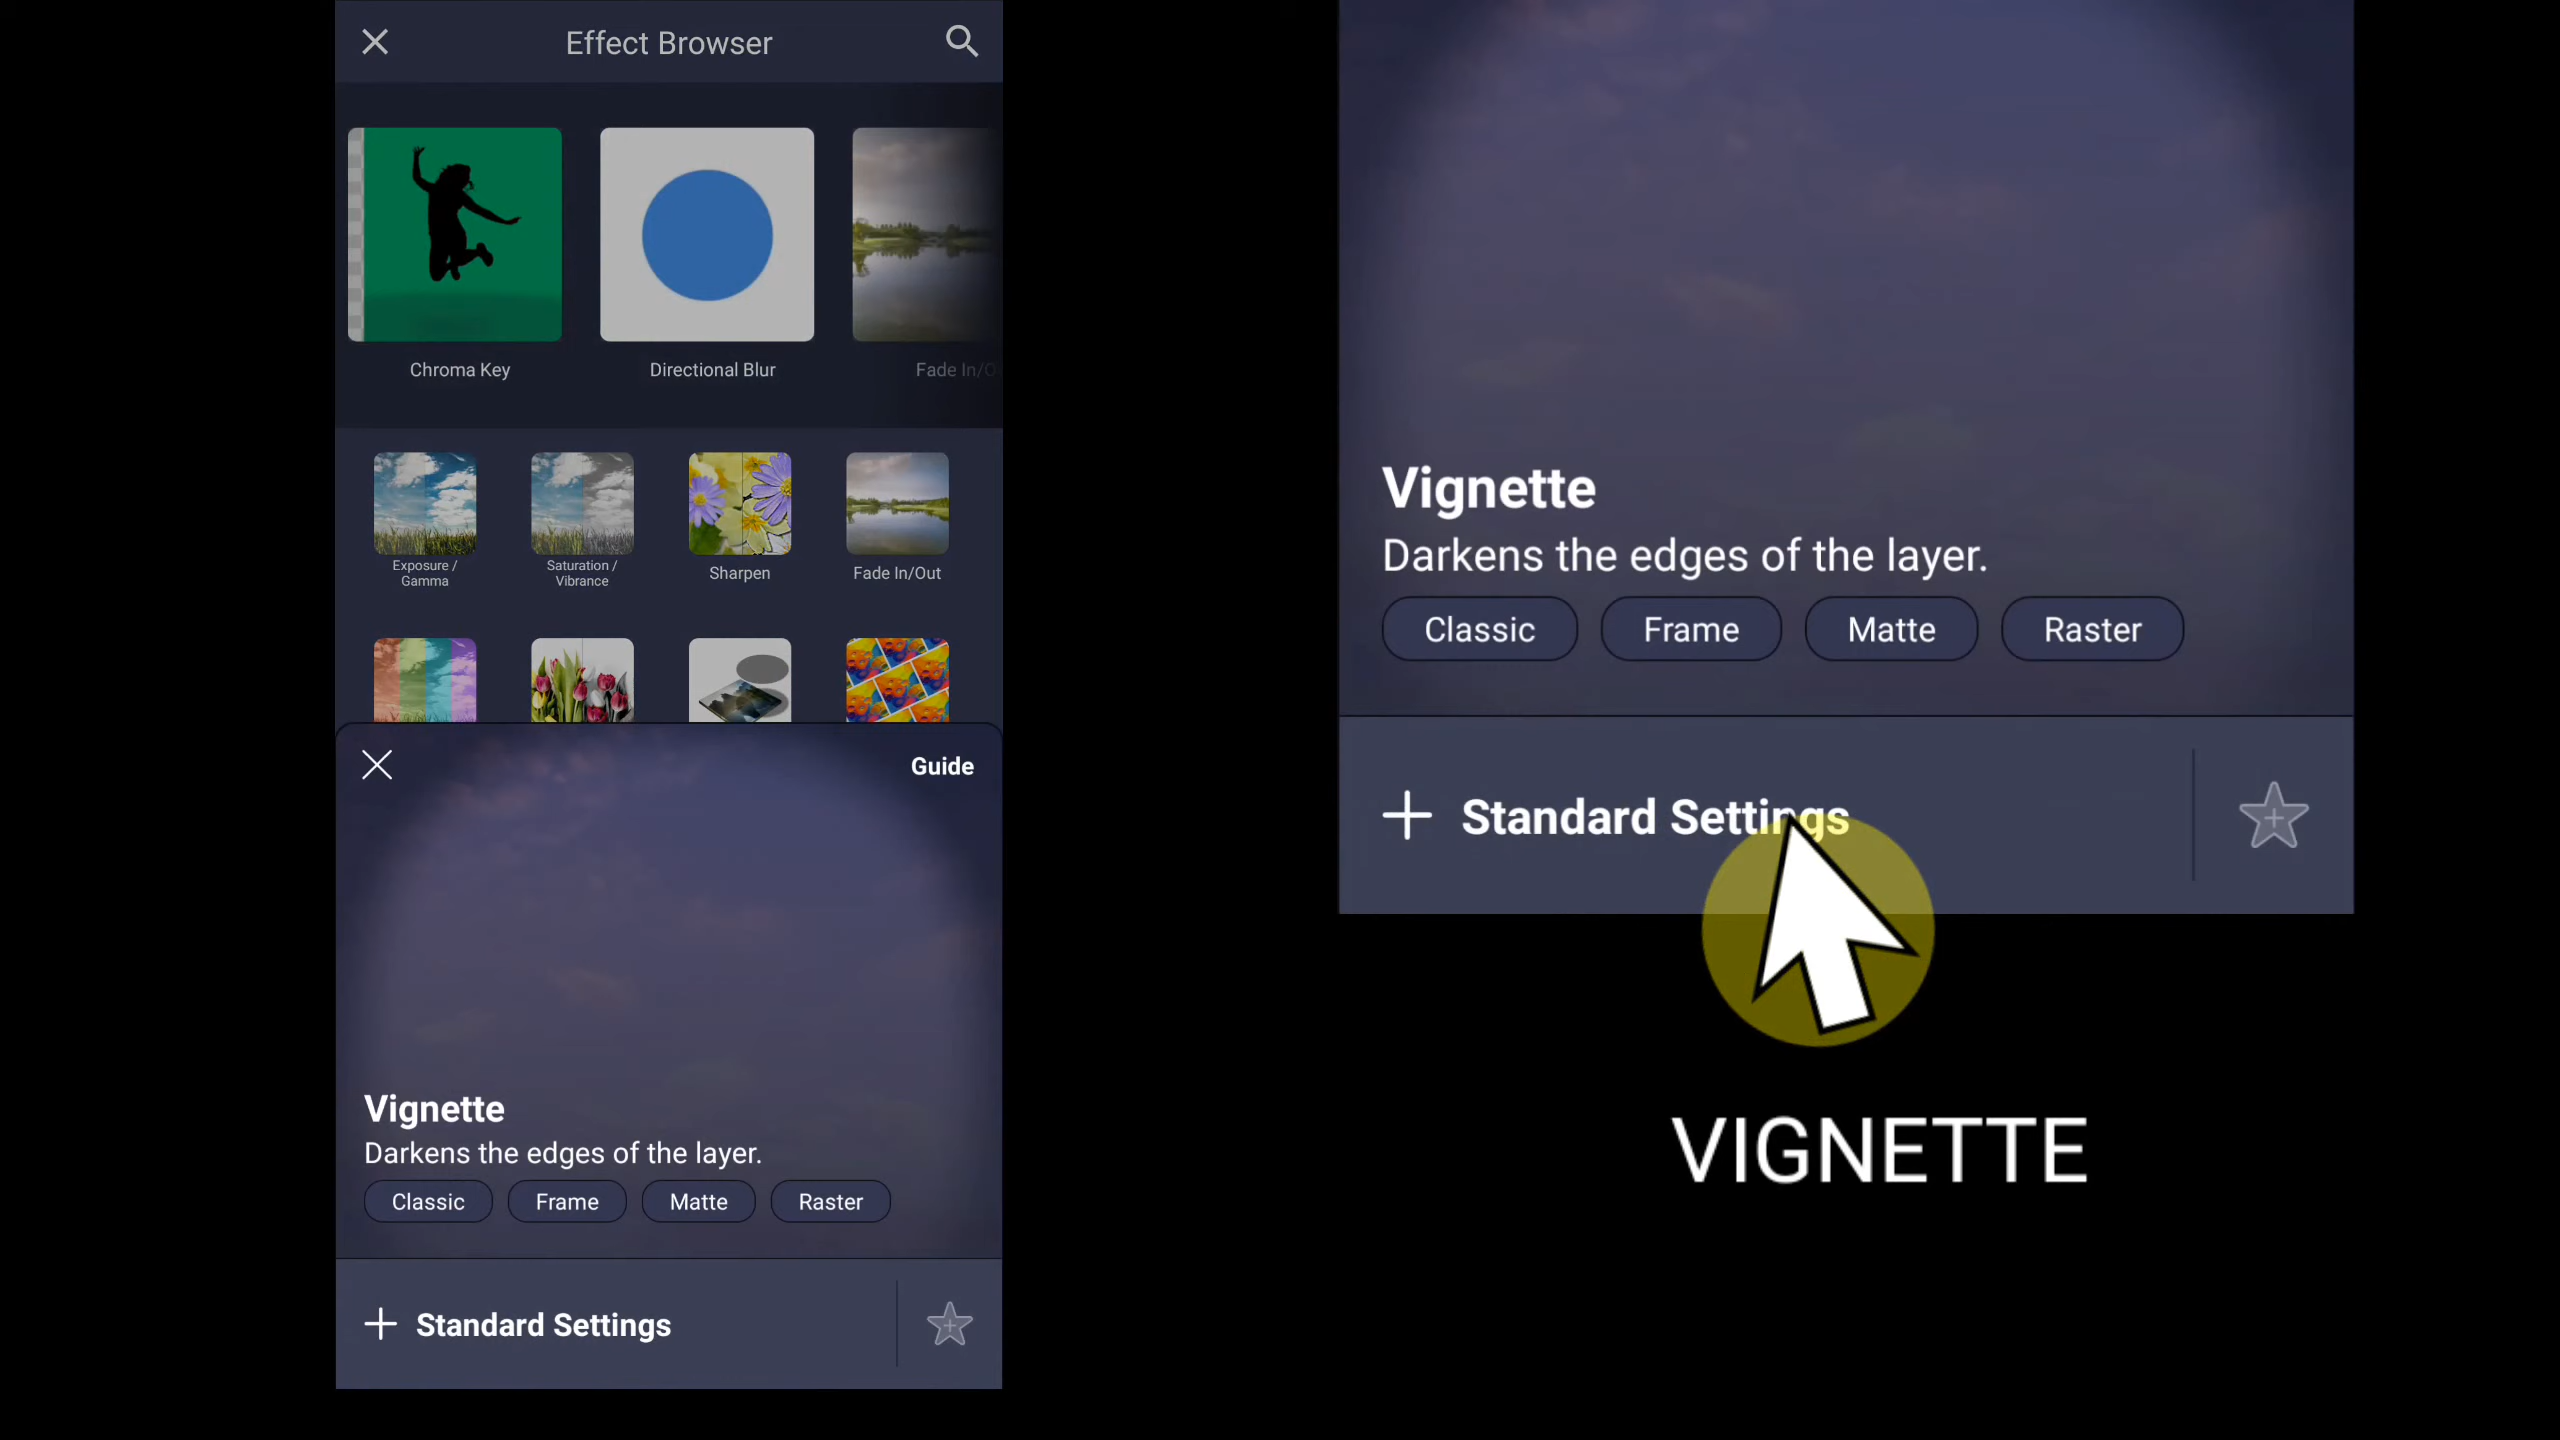 Effect Browser
Chroma Key
Directional Blur
Fade In/O
Exposure /
Gamma
Saturation /
Vibrance
Sharpen
Fade In/Out
Guide
Vignette
Darkens the edges of the layer.
Classic
Frame
Matte
Raster
Standard Settings
Vignette
Darkens the edges of the layer.
Classic
Frame
Matte
Raster
Standard Settings
VIGNETTE